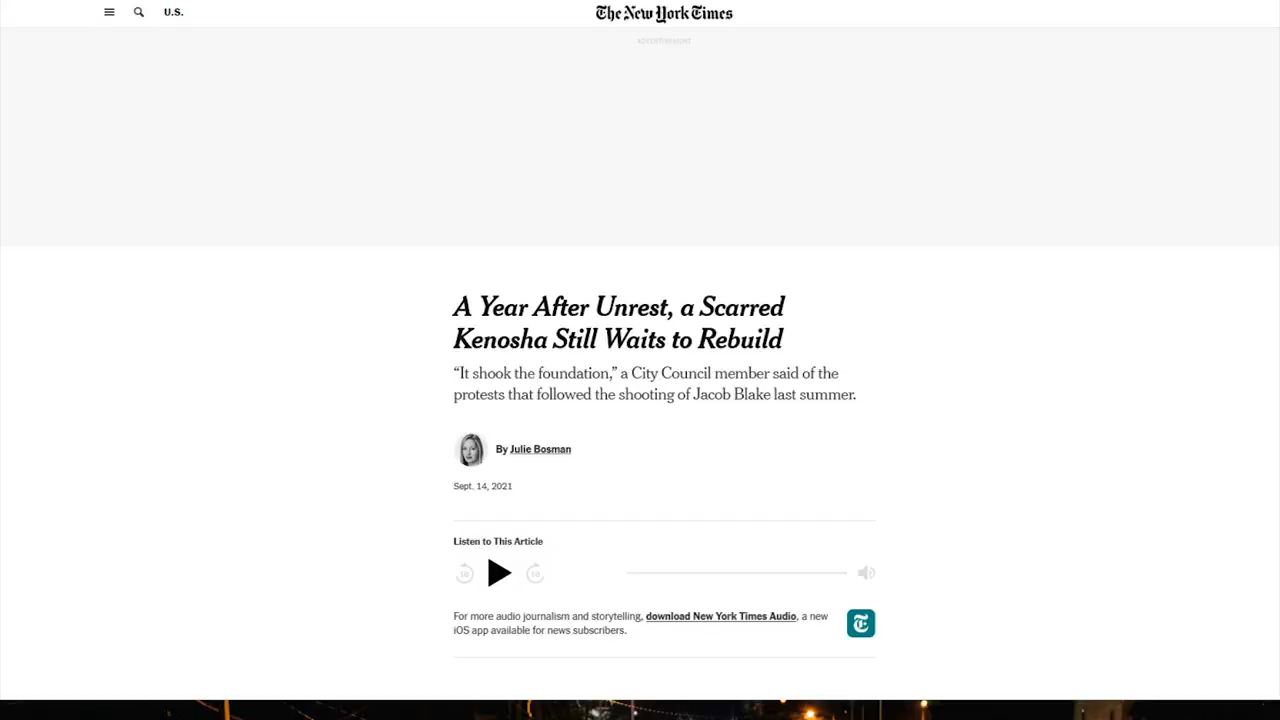 U.S.
The New York Times
ADVERTISEMENT
A Year After Unrest, a Scarred
Kenosha Still Waits to Rebuild
“It shook the foundation,” a City Council member said of the
protests that followed the shooting of Jacob Blake last summer.
By Julie Bosman
Sept. 14, 2021
Listen to This Article
10
10
For more audio journalism and storytelling, download New York Times Audio, a new
iOS app available for news subscribers.
T